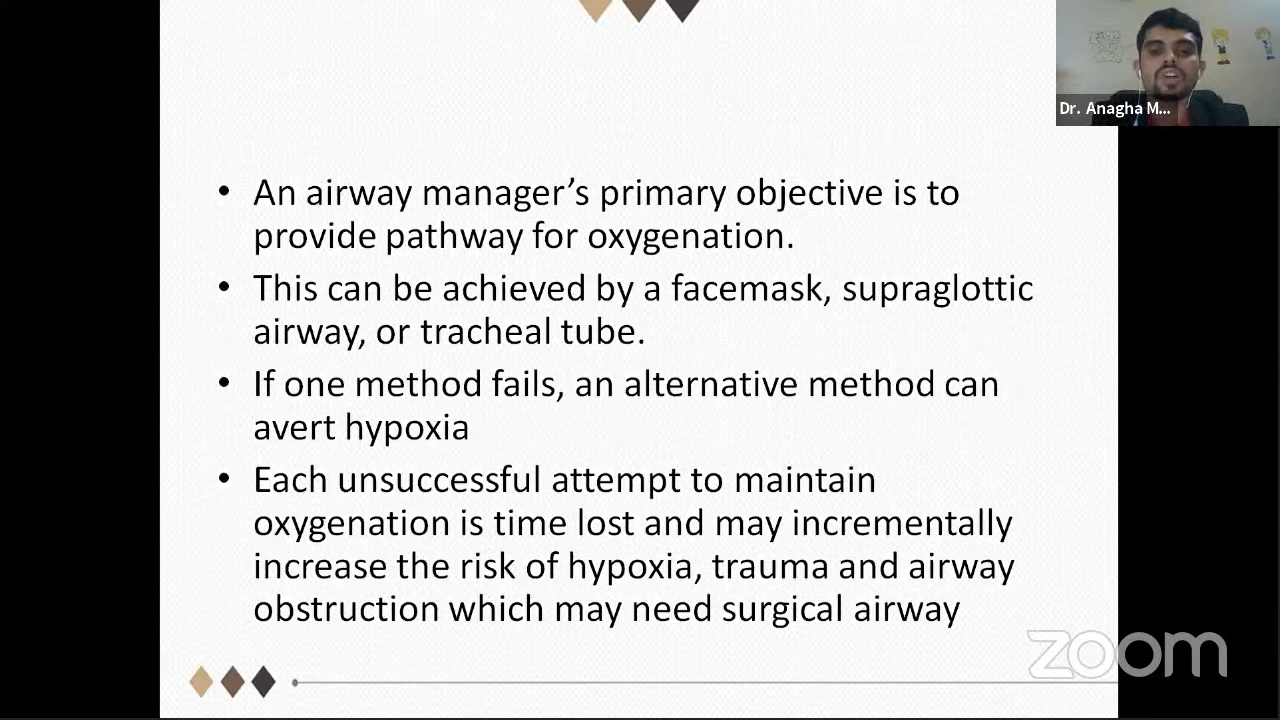 Dr. Anagha M...
• An airway manager’s primary objective is to
provide pathway for oxygenation.
• This can be achieved by a facemask, supraglottic
airway, or tracheal tube.
• If one method fails, an alternative method can
avert hypoxia
• Each unsuccessful attempt to maintain
oxygenation is time lost and may incrementally
increase the risk of hypoxia, trauma and airway
obstruction which may need surgical airway
zoom